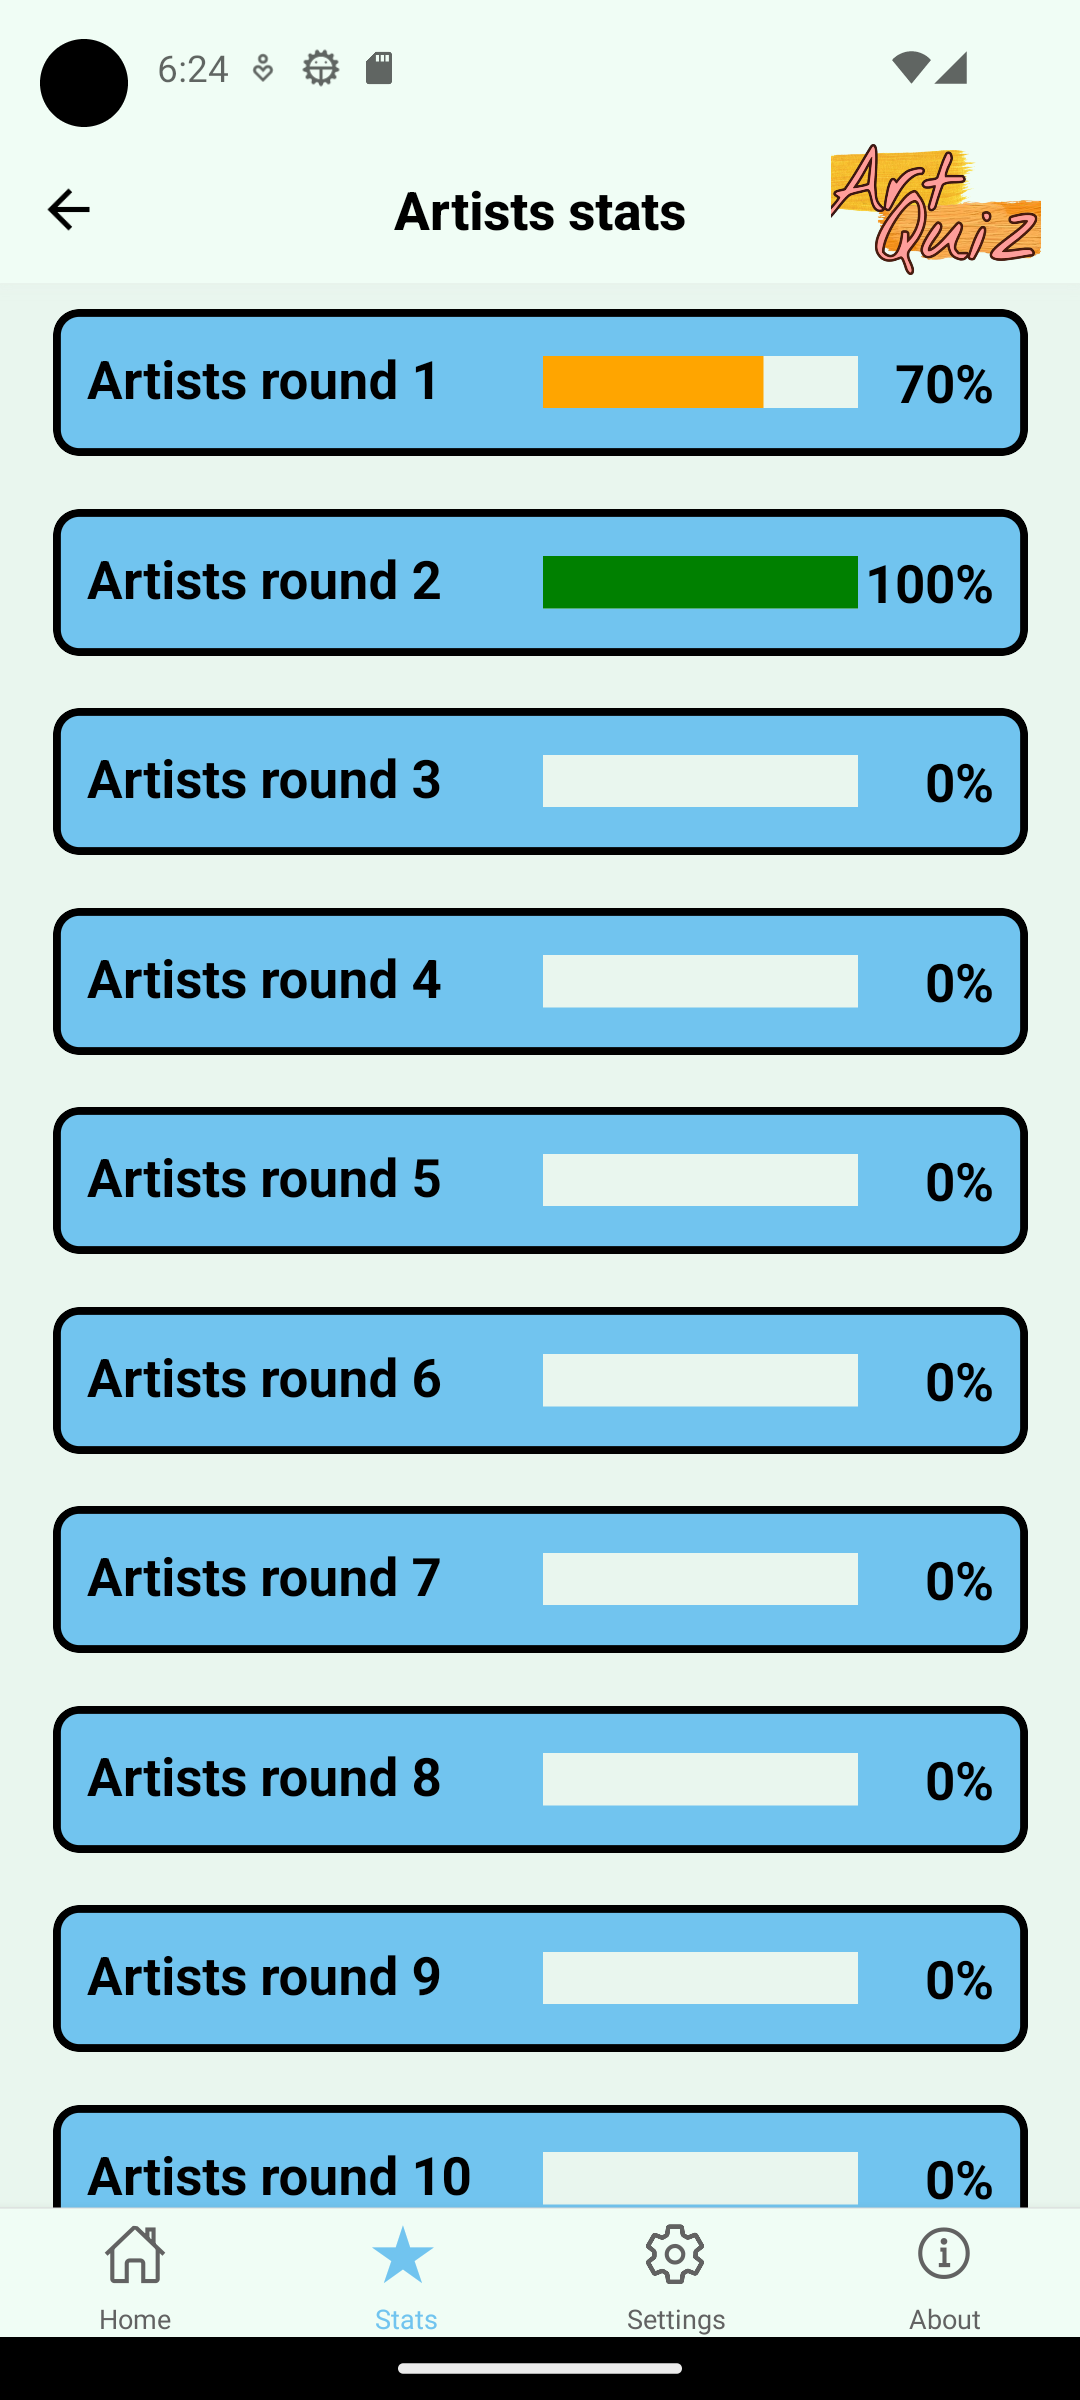 6:24
Artists stats
Art
Quiz
Artists round 1
70%
Artists round 2
100%
Artists round 3
0%
Artists round 4
0%
Artists round 5
0%
Artists round 6
0%
Artists round 7
0%
Artists round 8
0%
Artists round 9
0%
Artists round 10
0%
Home
Stats
Settings
About